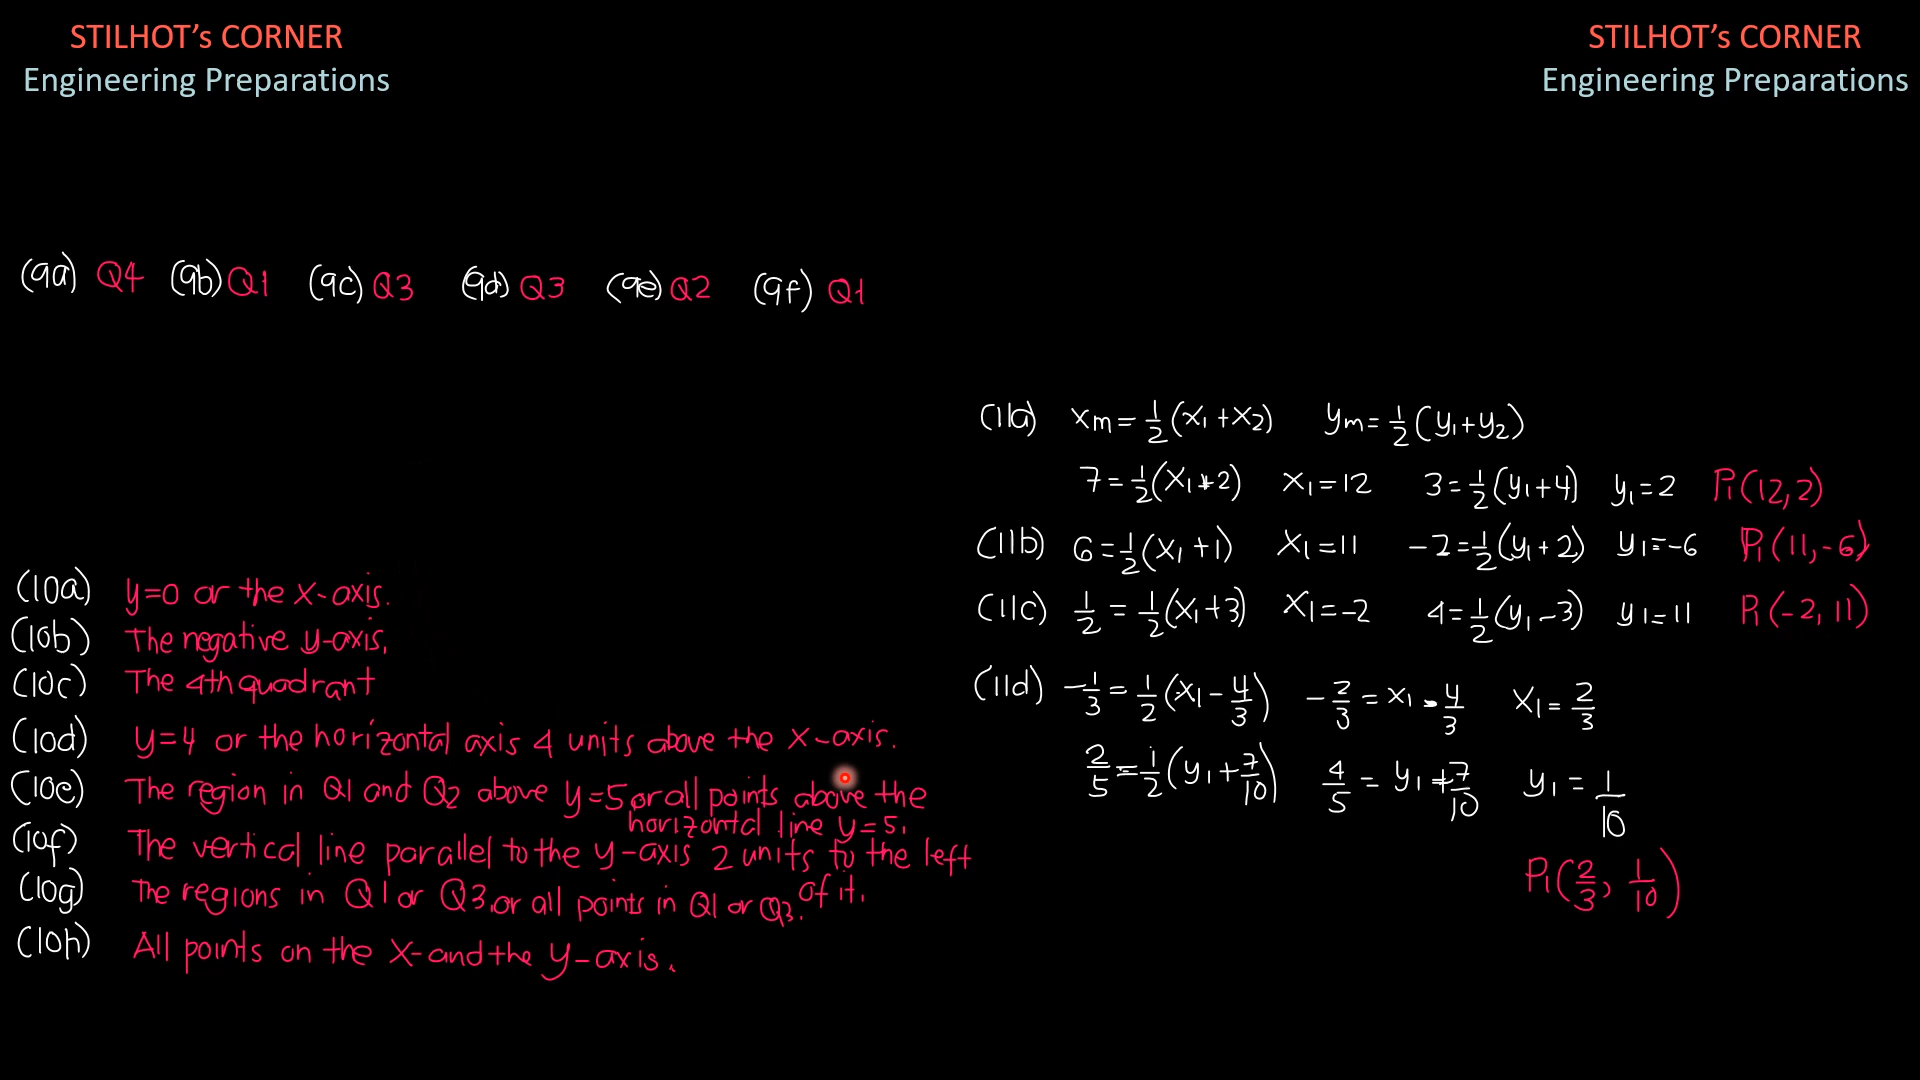 STILHOT's CORNER
Engineering Preparations
STILHOT's CORNER
Engineering Preparations
(9a) Q4 (9b) Q1 (9c) Q3 (9d) Q3 (9e) Q2 (9f) Q1
(10a) y=0 or the x-axis.
(10b) The negative y-axis.
(10c) The 4th quadrant
(10d) y=4 or the horizontal axis 4 units above the x-axis.
(10e) The region in Q1 and Q2 above y=5 or all points above the
horizontal line y=5.
(10f) The vertical line parallel to the y-axis 2 units to the left
of it.
(10g) The regions in Q1 or Q3, or all points in Q1 or Q3.
(10h) All points on the x-and the y-axis.
(11a) xm = 1/2 (x₁+x₂) ym = 1/2 (y₁+y₂)
7 = 1/2 (x₁+2) x₁=12 3 = 1/2 (y₁+4) y₁=2 P₁(12,2)
(11b) 6 = 1/2 (x₁+1) x₁=11 -2 = 1/2 (y₁+2) y₁=-6 P₁(11,-6)
(11c) 1/2 = 1/2 (x₁+3) x₁=-2 4 = 1/2 (y₁-3) y₁=11 P₁(-2,11)
(11d) -1/3 = 1/2 (x₁ - 4/3) -2/3 = x₁ - 4/3 x₁ = 2/3
2/5 = 1/2 (y₁ + 7/10) 4/5 = y₁ + 7/10 y₁ = 1/10
P₁(2/3, 1/10)